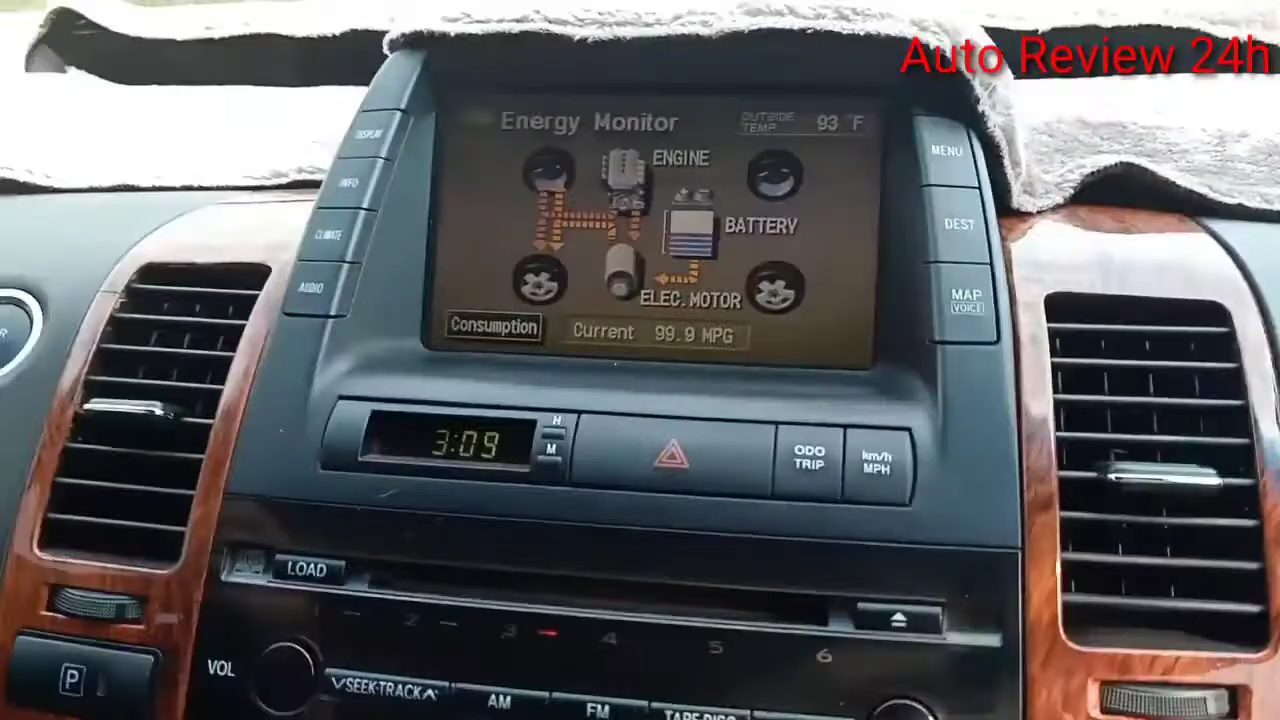 Auto Review 24h
Energy Monitor
OUTSIDE
TEMP
93 °F
ENGINE
BATTERY
ELEC.MOTOR
Consumption
Current 99.9 MPG
DISPLAY
INFO
CLIMATE
AUDIO
MENU
DEST
MAP
VOICE
3:09
H
M
ODO
TRIP
km/h
MPH
LOAD
2 3 4 5 6
VOL
SEEK·TRACK
AM
FM
TAPE DISC
P
R